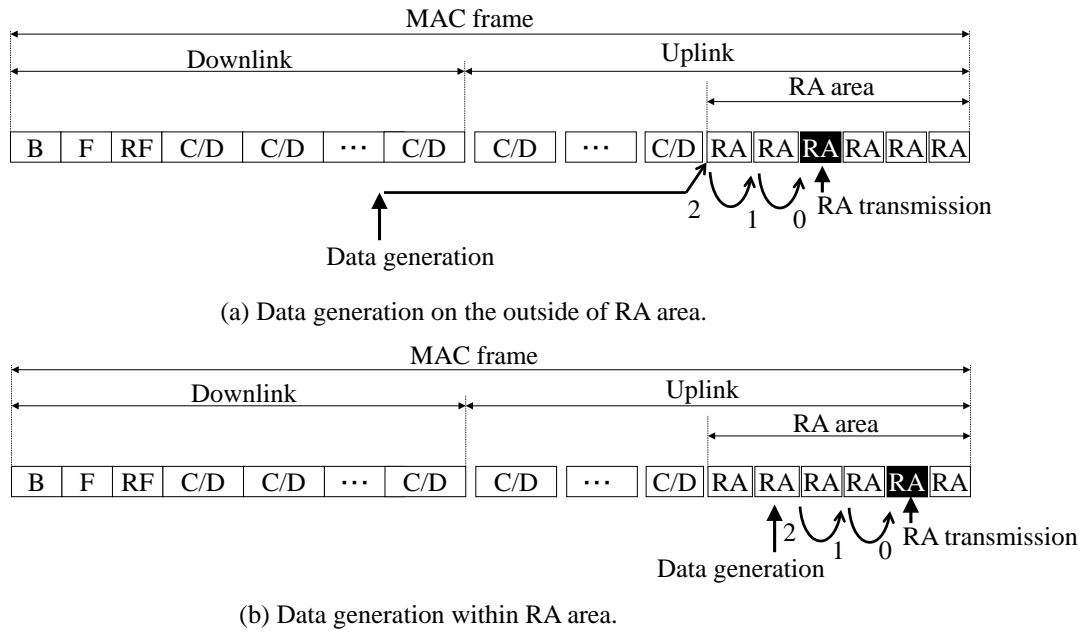 MAC frame
Downlink Uplink
RA area
B F RF C/D C/D ⋯ C/D C/D ⋯ C/D RA RA RA RA RA RA
2 1 0 RA transmission
Data generation
(a) Data generation on the outside of RA area.
MAC frame
Downlink Uplink
RA area
B F RF C/D C/D ⋯ C/D C/D ⋯ C/D RA RA RA RA RA RA
2 1 0 RA transmission
Data generation
(b) Data generation within RA area.